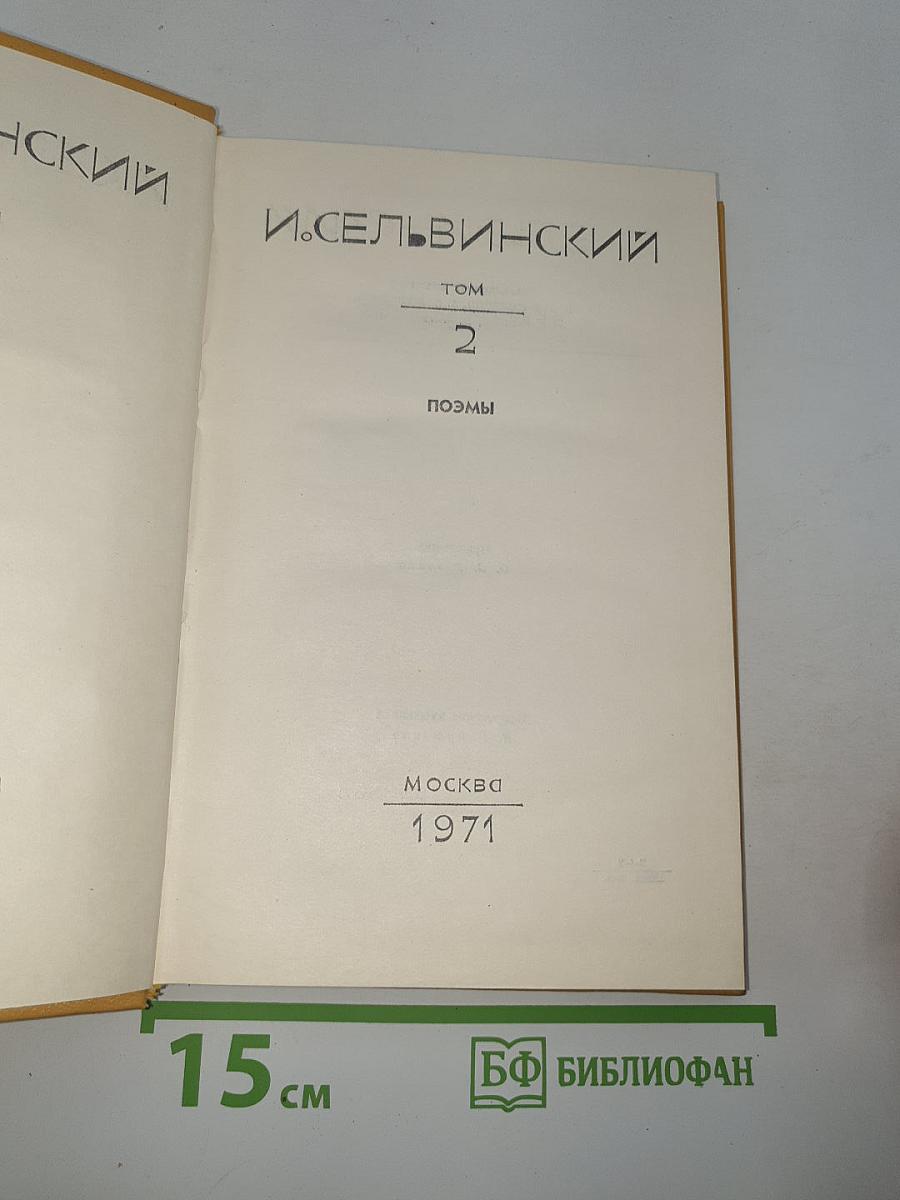 НСКИЙ
И. СЕЛЬВИНСКИЙ
ТОМ
2
ПОЭМЫ
МОСКВа
1971
15 см
БФ БИБЛИОФАН